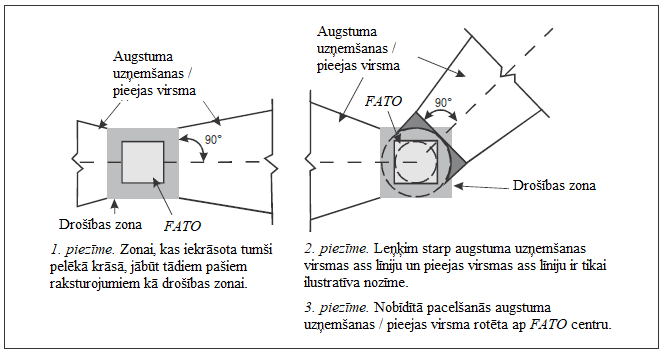 Augstuma
uzņemšanas /
pieejas virsma
90°
Drošības zona
FATO
1. piezīme. Zonai, kas iekrāsota tumši
pelēkā krāsā, jābūt tādiem pašiem
raksturojumiem kā drošības zonai.
Augstuma
uzņemšanas /
pieejas virsma
FATO
90°
Drošības zona
2. piezīme. Leņķim starp augstuma uzņemšanas
virsmas ass līniju un pieejas virsmas ass līniju ir tikai
ilustratīva nozīme.
3. piezīme. Nobīdītā pacelšanās augstuma
uzņemšanas / pieejas virsma rotēta ap FATO centru.